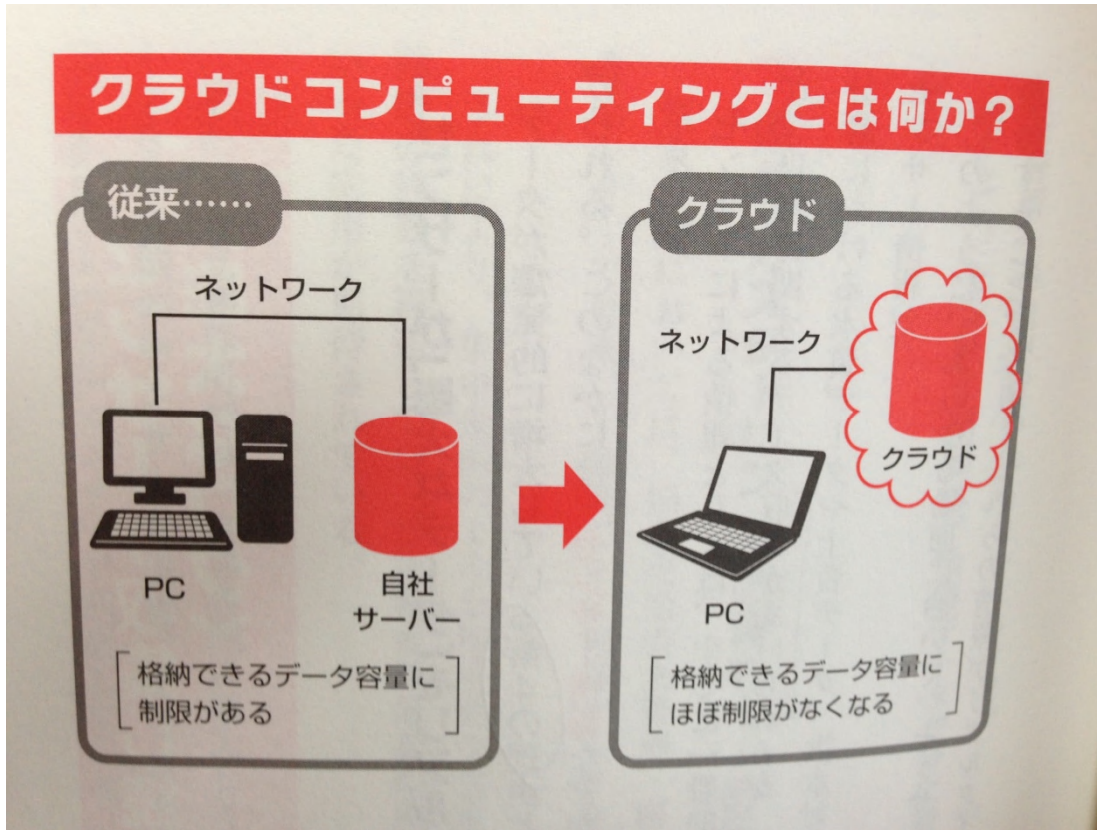 クラウドコンピューティングとは何か？
従来……
ネットワーク
PC
自社
サーバー
格納できるデータ容量に
制限がある
クラウド
ネットワーク
クラウド
PC
格納できるデータ容量に
ほぼ制限がなくなる